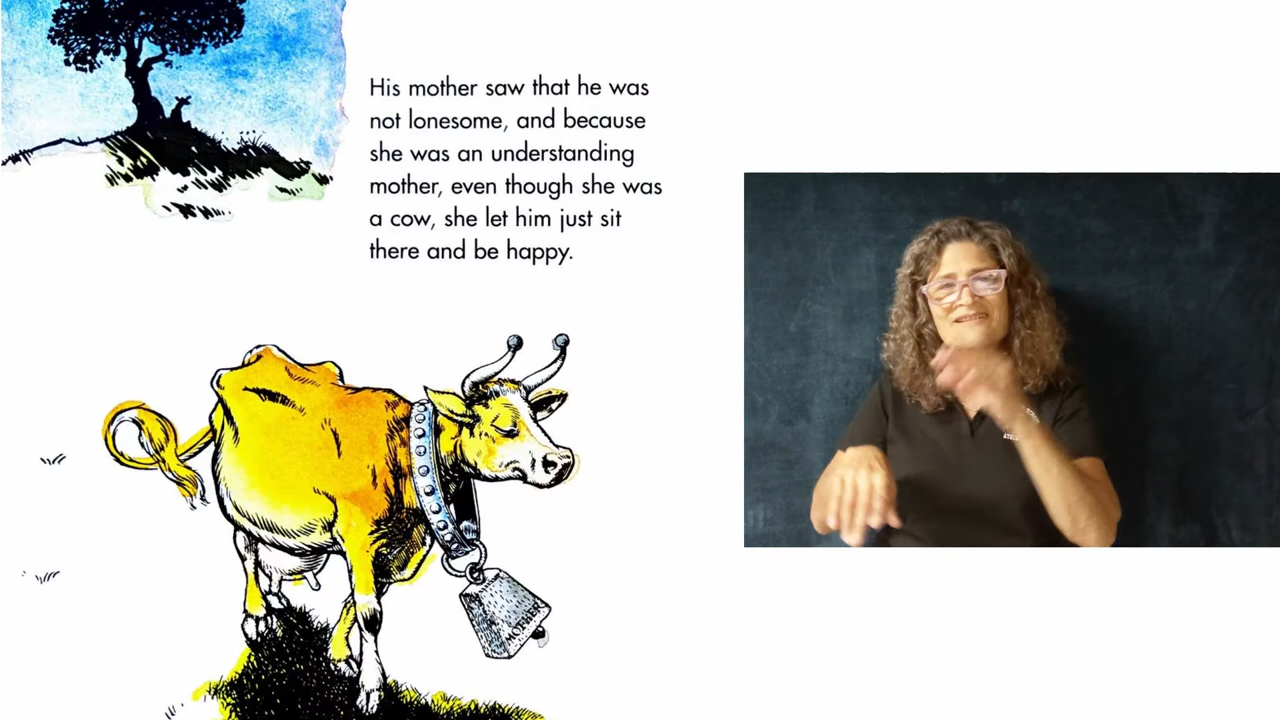 His mother saw that he was
not lonesome, and because
she was an understanding
mother, even though she was
a cow, she let him just sit
there and be happy.
MOTHER